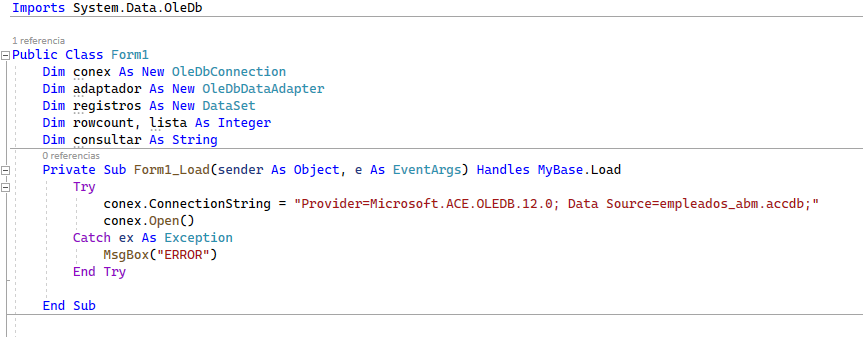 Imports System.Data.OleDb
1 referencia
Public Class Form1
Dim conex As New OleDbConnection
Dim adaptador As New OleDbDataAdapter
Dim registros As New DataSet
Dim rowcount, lista As Integer
Dim consultar As String
0 referencias
Private Sub Form1_Load(sender As Object, e As EventArgs) Handles MyBase.Load
Try
conex.ConnectionString = "Provider=Microsoft.ACE.OLEDB.12.0; Data Source=empleados_abm.accdb;"
conex.Open()
Catch ex As Exception
MsgBox("ERROR")
End Try
End Sub